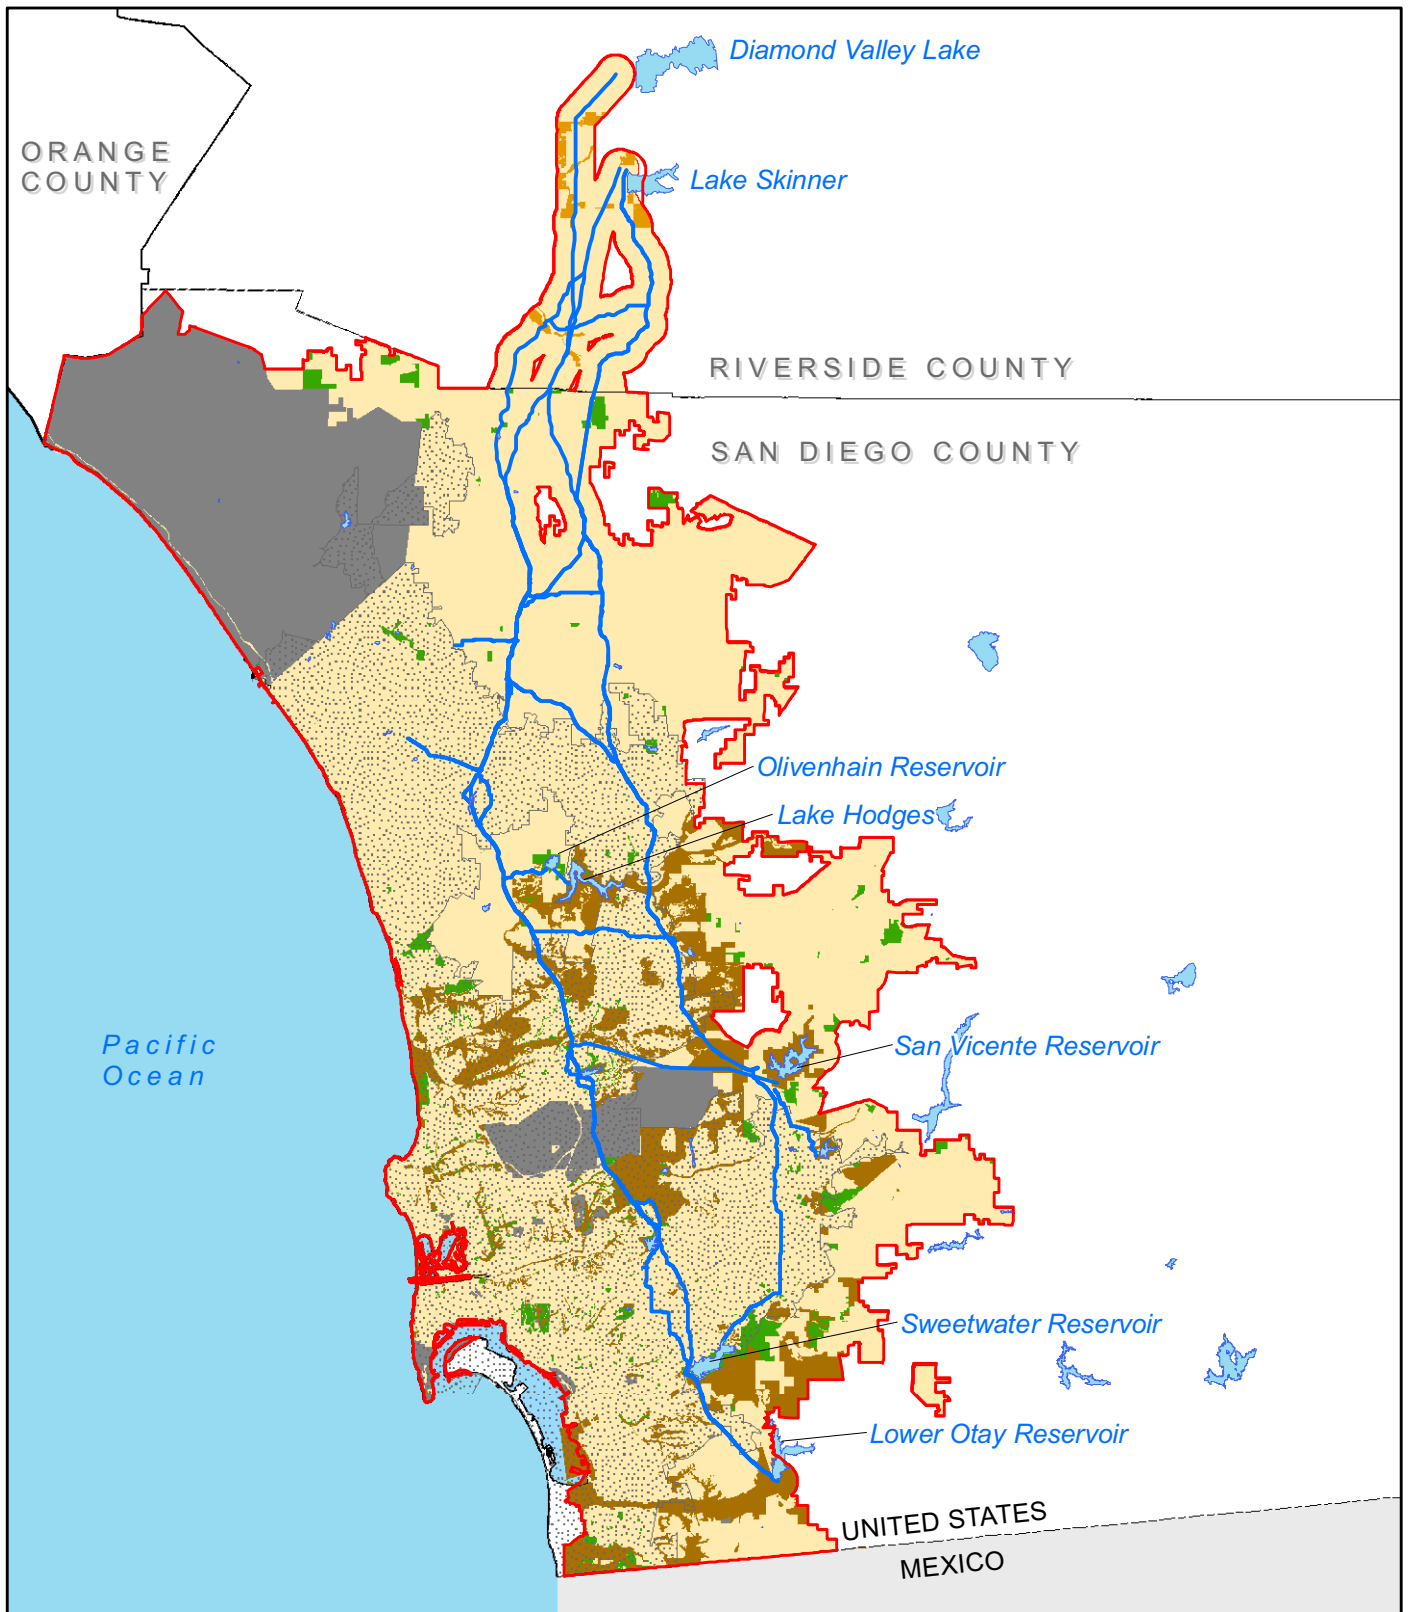 Diamond Valley Lake
ORANGE
COUNTY
Lake Skinner
RIVERSIDE COUNTY
SAN DIEGO COUNTY
Olivenhain Reservoir
Lake Hodges
Pacific
Ocean
San Vicente Reservoir
Sweetwater Reservoir
Lower Otay Reservoir
UNITED STATES
MEXICO